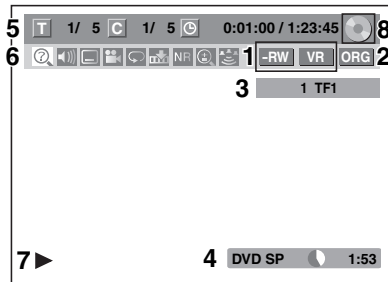 5 T 1/ 5 C 1/ 5 0:01:00 / 1:23:45 8
6 NR 1 -RW VR ORG 2
3 1 TF1
7 4 DVD SP 1:53